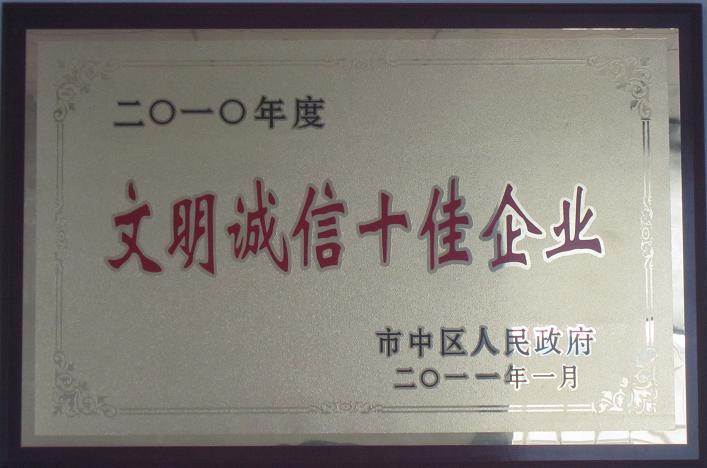 二〇一〇年度
文明诚信十佳企业
市中区人民政府
二〇一一年一月